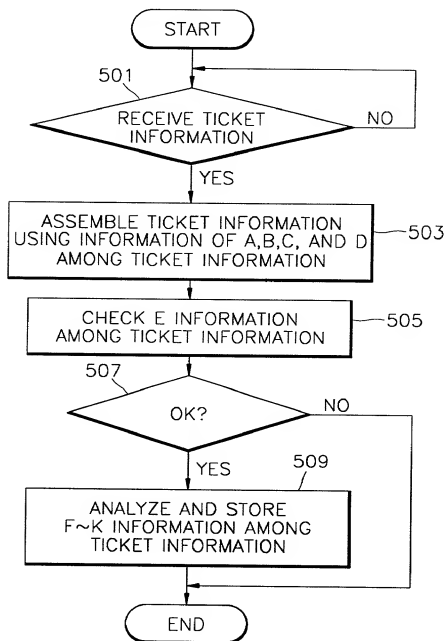 START
501
RECEIVE TICKET
INFORMATION
NO
YES
ASSEMBLE TICKET INFORMATION
USING INFORMATION OF A,B,C, AND D
AMONG TICKET INFORMATION
503
CHECK E INFORMATION
AMONG TICKET INFORMATION
505
507
OK?
NO
YES
509
ANALYZE AND STORE
F~K INFORMATION AMONG
TICKET INFORMATION
END